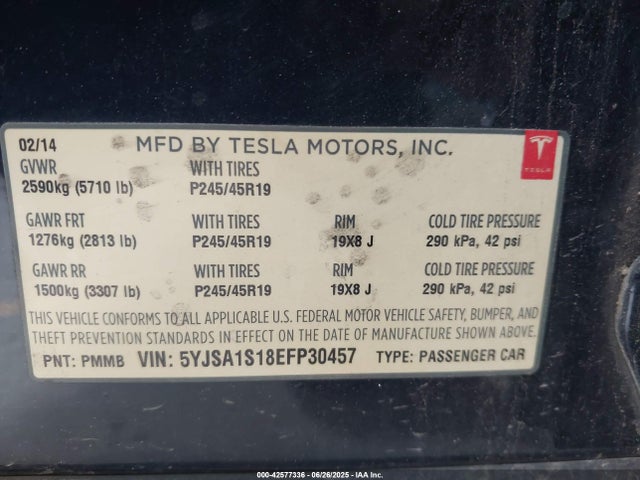 02/14 MFD BY TESLA MOTORS, INC.
TESLA
GVWR WITH TIRES
2590kg (5710 lb) P245/45R19
GAWR FRT WITH TIRES RIM COLD TIRE PRESSURE
1276kg (2813 lb) P245/45R19 19X8 J 290 kPa, 42 psi
GAWR RR WITH TIRES RIM COLD TIRE PRESSURE
1500kg (3307 lb) P245/45R19 19X8 J 290 kPa, 42 psi
THIS VEHICLE CONFORMS TO ALL APPLICABLE U.S. FEDERAL MOTOR VEHICLE SAFETY, BUMPER, AND
THEFT PREVENTION STANDARDS IN EFFECT ON THE DATE OF MANUFACTURE SHOWN ABOVE.
PNT: PMMB VIN: 5YJSA1S18EFP30457 TYPE: PASSENGER CAR
000-42577336 - 06/26/2025 - IAA Inc.